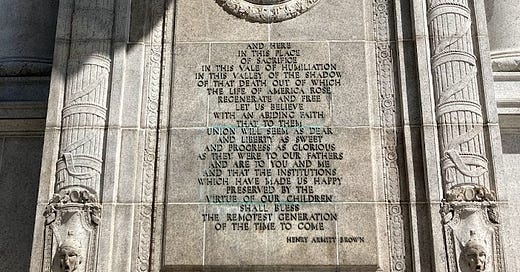 AND HERE
IN THIS PLACE
OF SACRIFICE
IN THIS VALE OF HUMILIATION
IN THIS VALLEY OF THE SHADOW
OF THAT DEATH OUT OF WHICH
THE LIFE OF AMERICA ROSE
REGENERATE AND FREE
LET US BELIEVE
WITH AN ABIDING FAITH
THAT TO THEM
UNION WILL SEEM AS DEAR
AND LIBERTY AS SWEET
AND PROGRESS AS GLORIOUS
AS THEY WERE TO OUR FATHERS
AND ARE TO YOU AND ME
AND THAT THE INSTITUTIONS
WHICH HAVE MADE US HAPPY
PRESERVED BY THE
VIRTUE OF OUR CHILDREN
SHALL BLESS
THE REMOTEST GENERATION
OF THE TIME TO COME
HENRY ARMITT BROWN